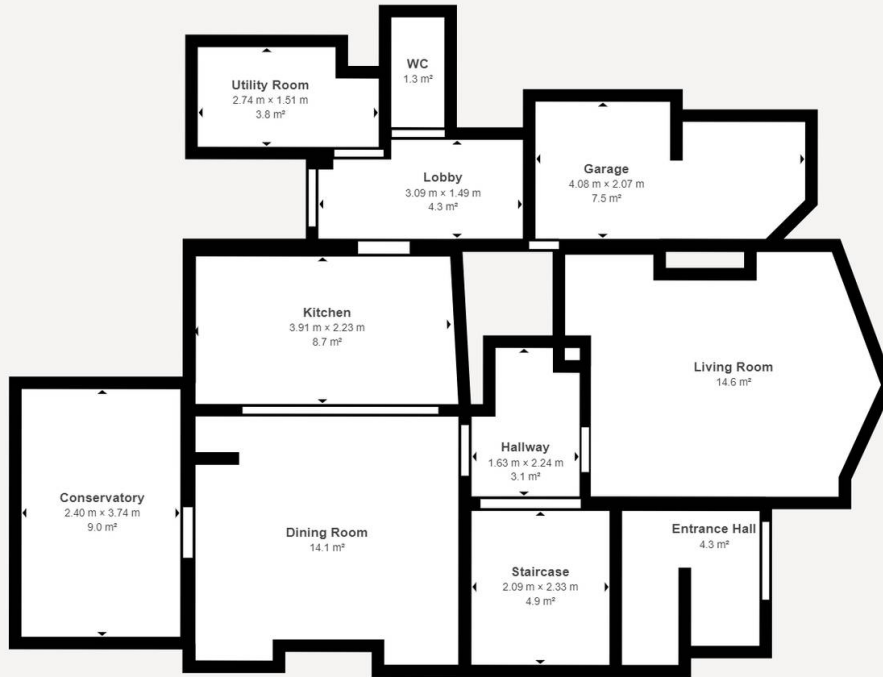 WC
1.3 m²
Utility Room
2.74 m × 1.51 m
3.8 m²
Lobby
3.09 m × 1.49 m
4.3 m²
Garage
4.08 m × 2.07 m
7.5 m²
Kitchen
3.91 m × 2.23 m
8.7 m²
Living Room
14.6 m²
Hallway
1.63 m × 2.24 m
3.1 m²
Conservatory
2.40 m × 3.74 m
9.0 m²
Dining Room
14.1 m²
Staircase
2.09 m × 2.33 m
4.9 m²
Entrance Hall
4.3 m²